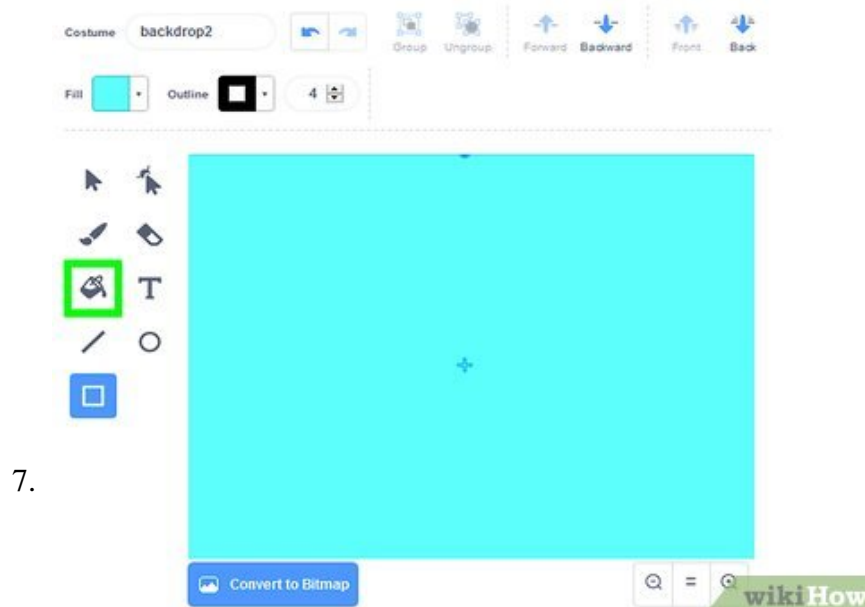 Costume backdrop2
Group Ungroup Forward Backward Front Back
Fill Outline 4
T
7.
Convert to Bitmap
=
wikiHow